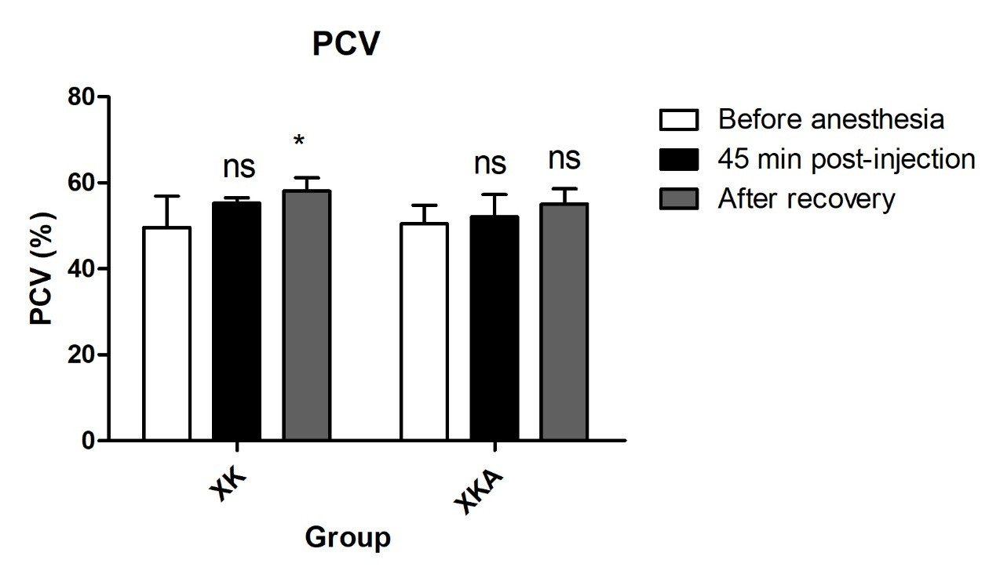 PCV
80
60
40
20
0
PCV (%)
ns
*
ns
ns
XK
XKA
Group
Before anesthesia
45 min post-injection
After recovery